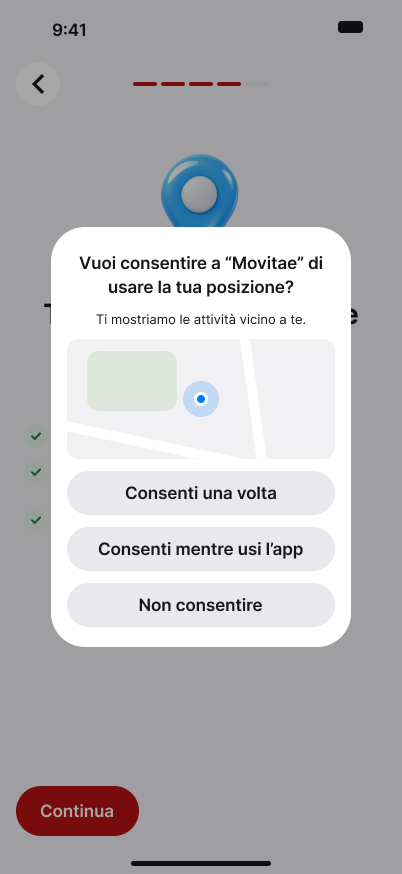 9:41
Vuoi consentire a “Movitae” di
usare la tua posizione?
Ti mostriamo le attività vicino a te.
Consenti una volta
Consenti mentre usi l’app
Non consentire
Continua